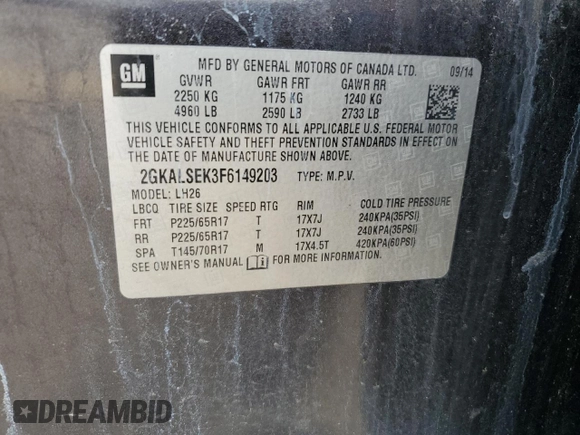 GM
MFD BY GENERAL MOTORS OF CANADA LTD. 09/14
GVWR GAWR FRT GAWR RR
2250 KG 1175 KG 1240 KG
4960 LB 2590 LB 2733 LB
THIS VEHICLE CONFORMS TO ALL APPLICABLE U.S. FEDERAL MOTOR
VEHICLE SAFETY AND THEFT PREVENTION STANDARDS IN EFFECT ON THE
DATE OF MANUFACTURE SHOWN ABOVE.
2GKALSEK3F6149203 TYPE: M.P.V.
MODEL: LH26
LBCQ TIRE SIZE SPEED RTG RIM COLD TIRE PRESSURE
FRT P225/65R17 T 17X7J 240KPA(35PSI)
RR P225/65R17 T 17X7J 240KPA(35PSI)
SPA T145/70R17 M 17X4.5T 420KPA(60PSI)
SEE OWNER'S MANUAL FOR MORE INFORMATION.
DREAMBID